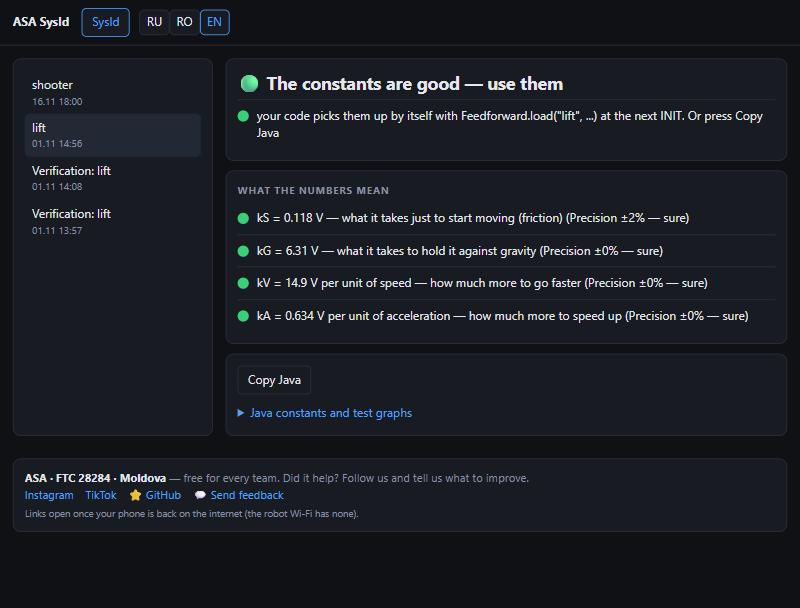 ASA SysId
SysId
RU
RO
EN
shooter
16.11 18:00
lift
01.11 14:56
Verification: lift
01.11 14:08
Verification: lift
01.11 13:57
The constants are good — use them
your code picks them up by itself with Feedforward.load("lift", ...) at the next INIT. Or press Copy
Java
WHAT THE NUMBERS MEAN
kS = 0.118 V — what it takes just to start moving (friction) (Precision ±2% — sure)
kG = 6.31 V — what it takes to hold it against gravity (Precision ±0% — sure)
kV = 14.9 V per unit of speed — how much more to go faster (Precision ±0% — sure)
kA = 0.634 V per unit of acceleration — how much more to speed up (Precision ±0% — sure)
Copy Java
Java constants and test graphs
ASA · FTC 28284 · Moldova — free for every team. Did it help? Follow us and tell us what to improve.
Instagram TikTok GitHub Send feedback
Links open once your phone is back on the internet (the robot Wi-Fi has none).